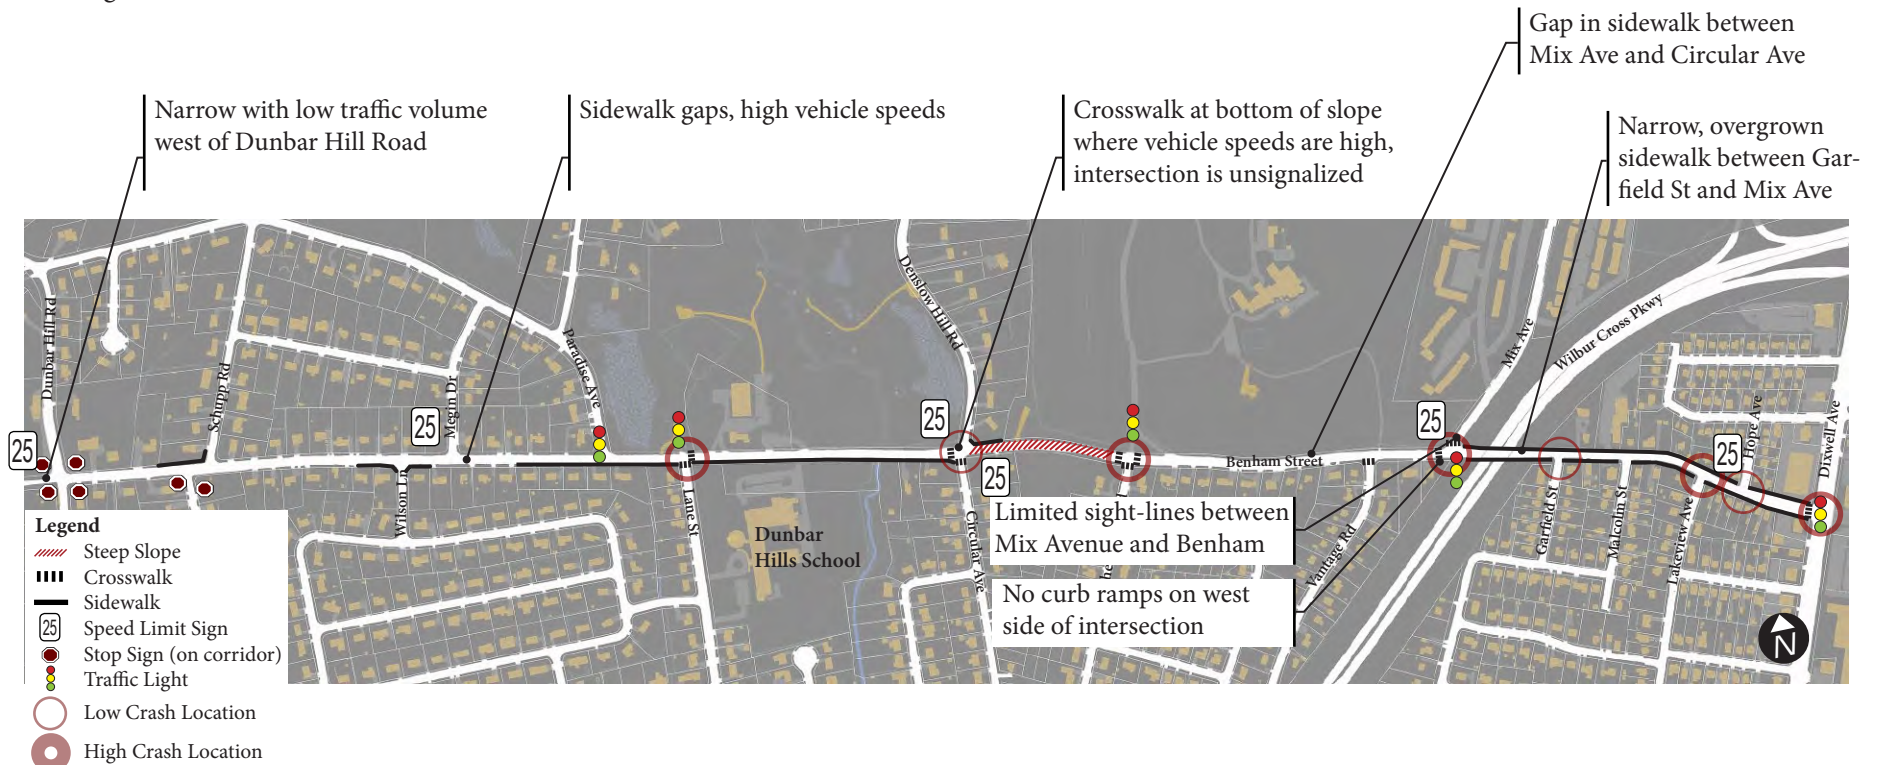 Gap in sidewalk between
Mix Ave and Circular Ave
Narrow with low traffic volume
west of Dunbar Hill Road
Sidewalk gaps, high vehicle speeds
Crosswalk at bottom of slope
where vehicle speeds are high,
intersection is unsignalized
Narrow, overgrown
sidewalk between Gar-
field St and Mix Ave
Dunbar Hill Rd
Schupp Rd
Megin Dr
Paradise Ave
Denslow Hill Rd
Mix Ave
Wilbur Cross Pkwy
Hope Ave
Dixwell Ave
25
25
25
25
25
25
Benham Street
Wilson Ln
Lane St
Circular Ave
Vantage Rd
Garfield St
Malcolm St
Lakeview Ave
Dunbar
Hills School
Limited sight-lines between
Mix Avenue and Benham
No curb ramps on west
side of intersection
N
Legend
Steep Slope
Crosswalk
Sidewalk
25 Speed Limit Sign
Stop Sign (on corridor)
Traffic Light
Low Crash Location
High Crash Location